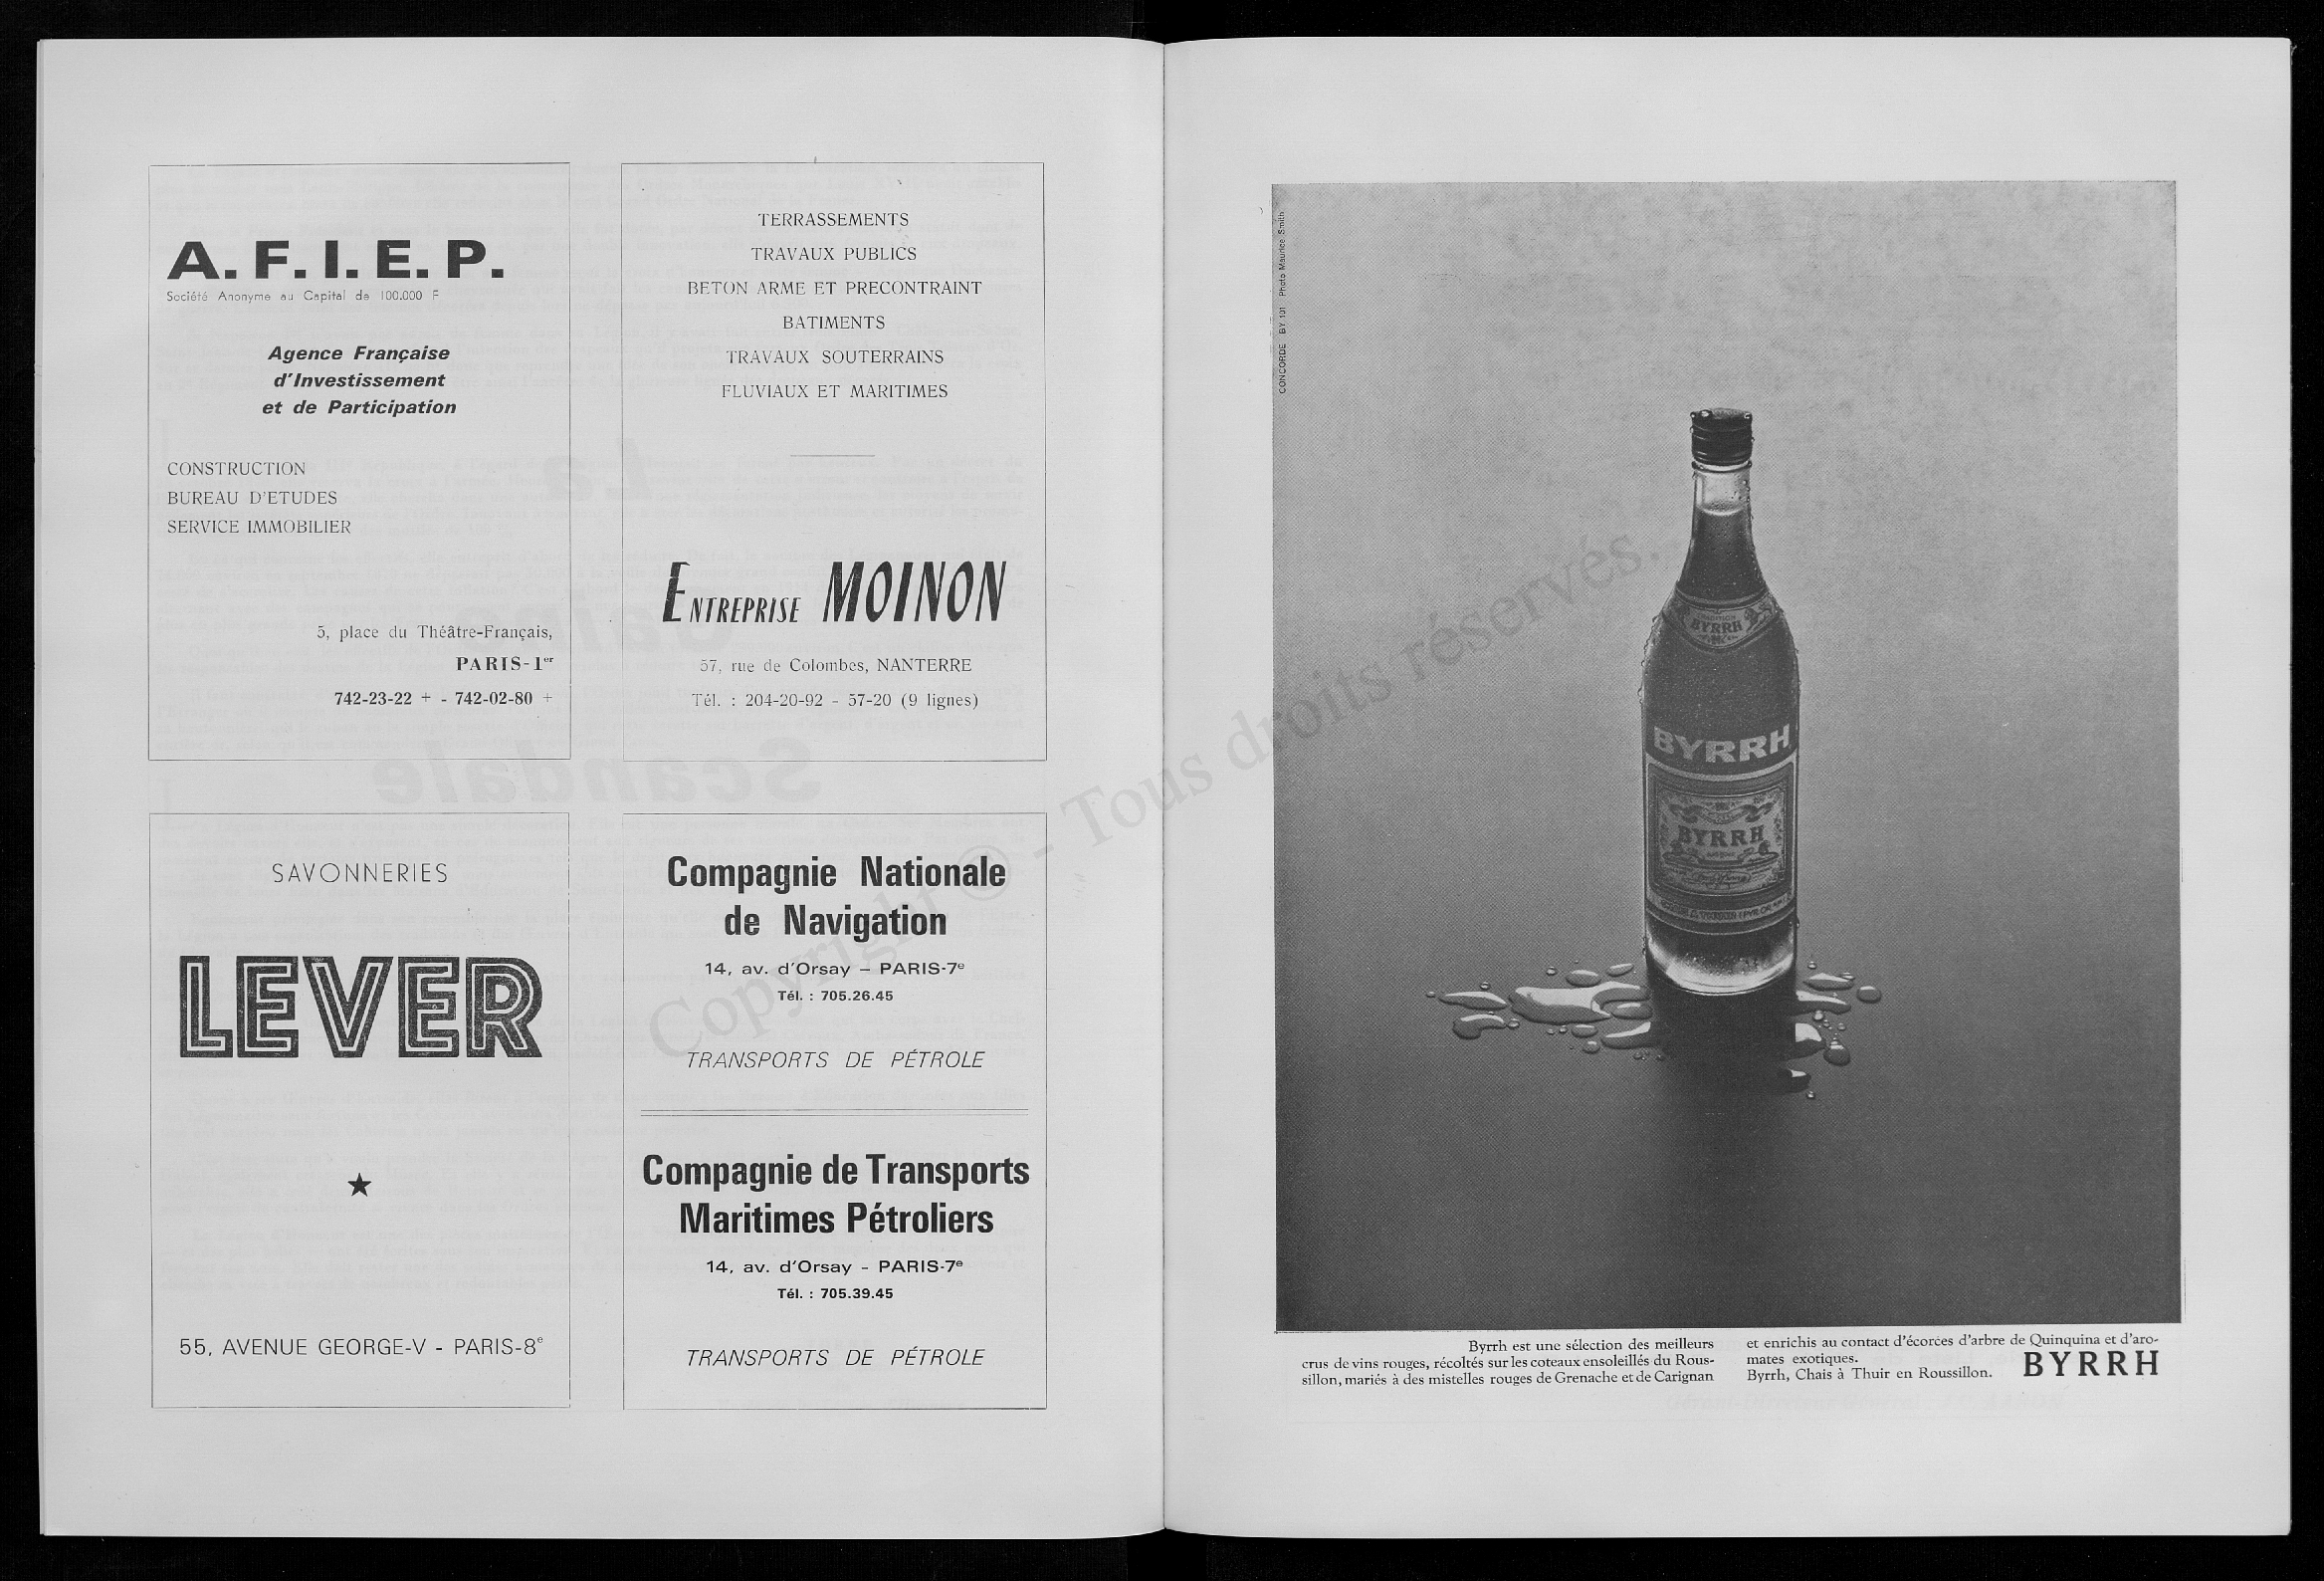 A. F. I. E. P.
Société Anonyme au Capital de 100.000 F
Agence Française
d'Investissement
et de Participation
CONSTRUCTION
BUREAU D'ETUDES
SERVICE IMMOBILIER
5, place du Théâtre-Français,
PARIS-1er
742-23-22 + - 742-02-80 +
TERRASSEMENTS
TRAVAUX PUBLICS
BETON ARME ET PRECONTRAINT
BATIMENTS
TRAVAUX SOUTERRAINS
FLUVIAUX ET MARITIMES
ENTREPRISE MOINON
57, rue de Colombes, NANTERRE
Tél. : 204-20-92 - 57-20 (9 lignes)
SAVONNERIES
LEVER
55, AVENUE GEORGE-V - PARIS-8e
Compagnie Nationale
de Navigation
14, av. d'Orsay – PARIS-7e
Tél. : 705.26.45
TRANSPORTS DE PÉTROLE
Compagnie de Transports
Maritimes Pétroliers
14, av. d'Orsay – PARIS-7e
Tél. : 705.39.45
TRANSPORTS DE PÉTROLE
Copyright © - Tous droits réservés.
CONCORDE BY 101 Photo Maurice Smith
BYRRH
BYRRH
BYRRH
Byrrh est une sélection des meilleurs
crus de vins rouges, récoltés sur les coteaux ensoleillés du Rous-
sillon, mariés à des mistelles rouges de Grenache et de Carignan
et enrichis au contact d'écorces d'arbre de Quinquina et d'aro-
mates exotiques.
Byrrh, Chais à Thuir en Roussillon.
BYRRH